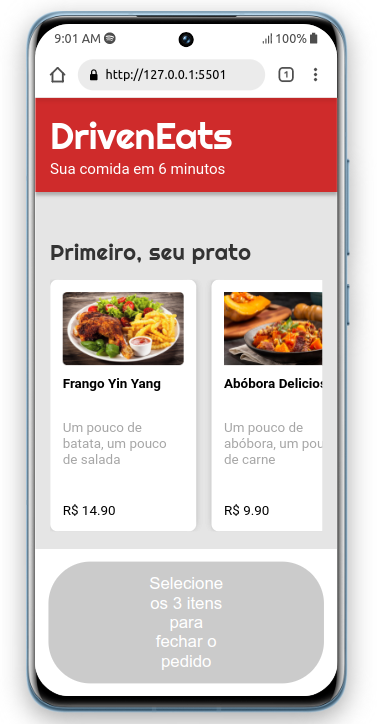 9:01 AM
100%
http://127.0.0.1:5501
1
DrivenEats
Sua comida em 6 minutos
Primeiro, seu prato
Frango Yin Yang
Um pouco de
batata, um pouco
de salada
R$ 14.90
Abóbora Delicios
Um pouco de
abóbora, um pou
de carne
R$ 9.90
Selecione
os 3 itens
para
fechar o
pedido